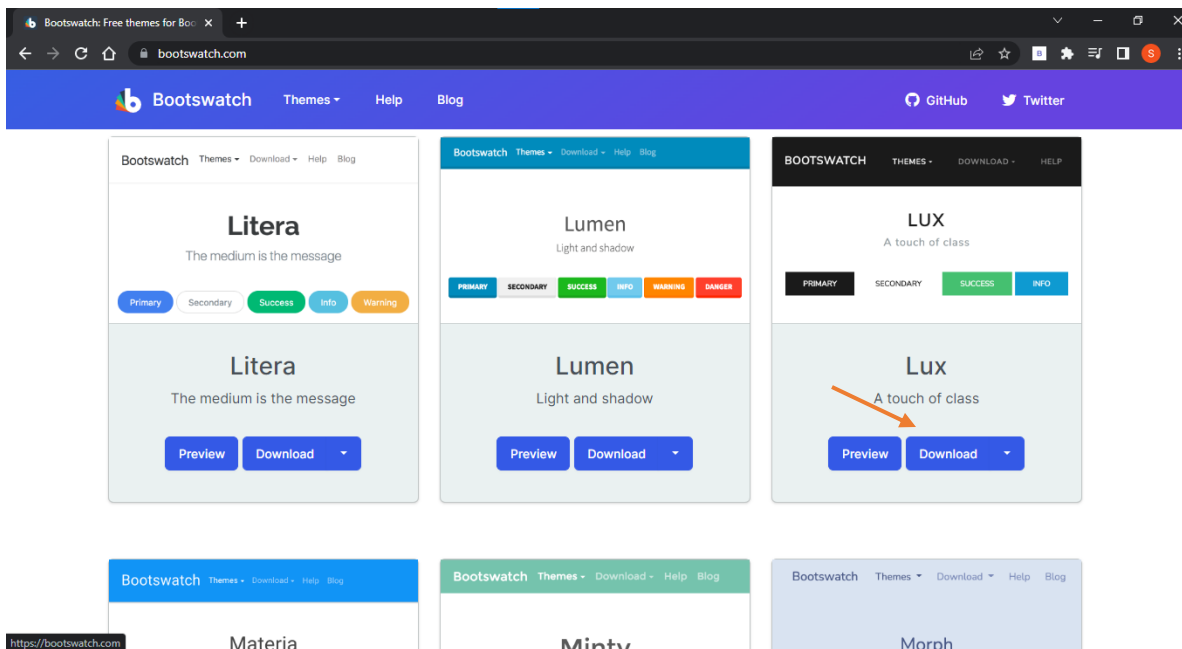 Bootswatch: Free themes for Boo
bootswatch.com
B
S
Bootswatch Themes Help Blog GitHub Twitter
Bootswatch Themes Download Help Blog
Litera
The medium is the message
Primary Secondary Success Info Warning
Litera
The medium is the message
Preview Download
Bootswatch Themes Download Help Blog
Lumen
Light and shadow
PRIMARY SECONDARY SUCCESS INFO WARNING DANGER
Lumen
Light and shadow
Preview Download
BOOTSWATCH THEMES DOWNLOAD HELP
LUX
A touch of class
PRIMARY SECONDARY SUCCESS INFO
Lux
A touch of class
Preview Download
Bootswatch Themes Download Help Blog
Materia
Bootswatch Themes Download Help Blog
Minty
Bootswatch Themes Download Help Blog
Morph
https://bootswatch.com